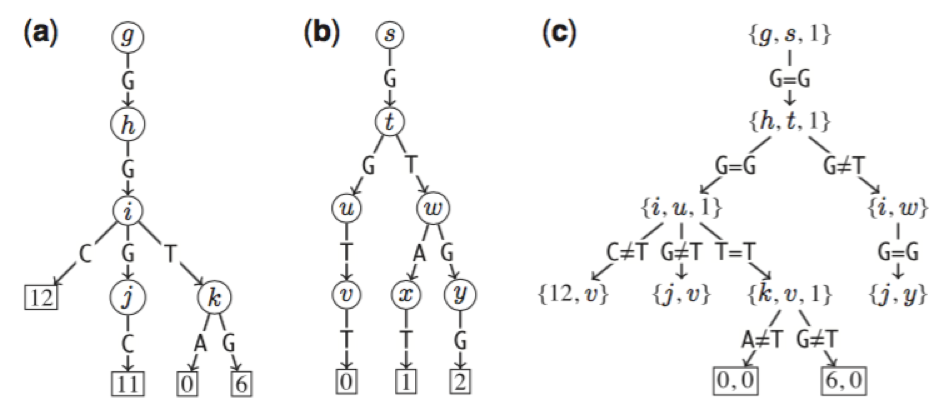 (a) g (b) s (c) {g, s, 1}
G G G=G
h t {h, t, 1}
G G T G=G G≠T
i u w {i, u, 1} {i, w}
C G T T A G C≠T G≠T T=T G=G
12 j k v x y {12, v} {j, v} {k, v, 1} {j, y}
C A G T T G A≠T G≠T
11 0 6 0 1 2 0, 0 6, 0